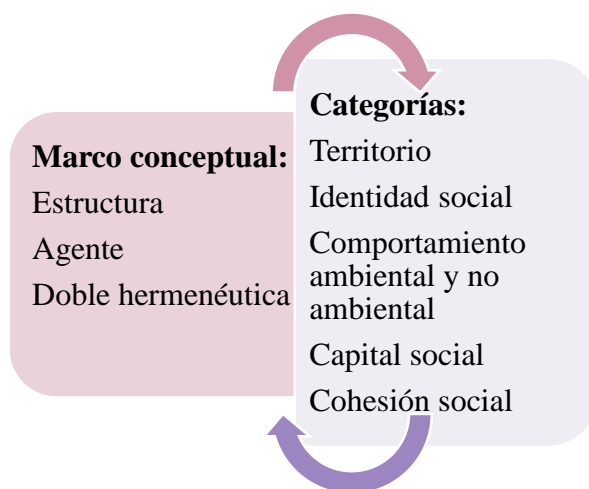 Marco conceptual:
Estructura
Agente
Doble hermenéutica
Categorías:
Territorio
Identidad social
Comportamiento
ambiental y no
ambiental
Capital social
Cohesión social